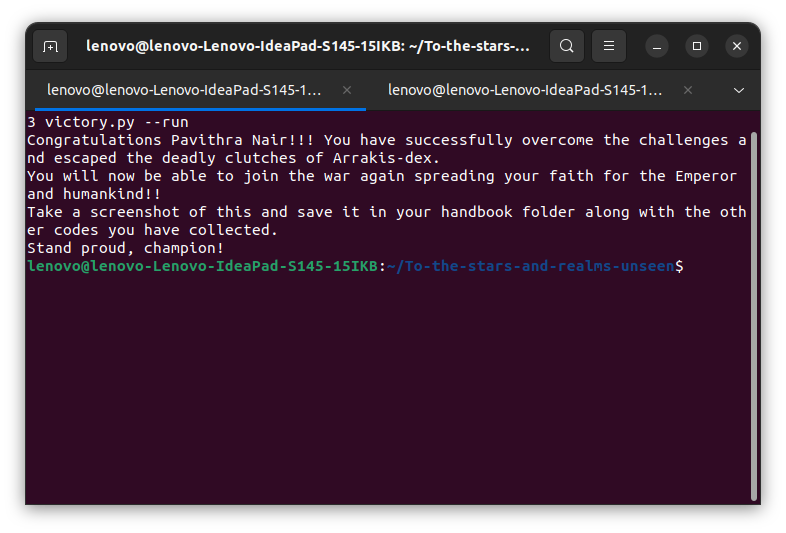 lenovo@lenovo-Lenovo-IdeaPad-S145-15IKB: ~/To-the-stars-...
lenovo@lenovo-Lenovo-IdeaPad-S145-1... lenovo@lenovo-Lenovo-IdeaPad-S145-1...
3 victory.py --run
Congratulations Pavithra Nair!!! You have successfully overcome the challenges a
nd escaped the deadly clutches of Arrakis-dex.
You will now be able to join the war again spreading your faith for the Emperor
and humankind!!
Take a screenshot of this and save it in your handbook folder along with the oth
er codes you have collected.
Stand proud, champion!
lenovo@lenovo-Lenovo-IdeaPad-S145-15IKB:~/To-the-stars-and-realms-unseen$